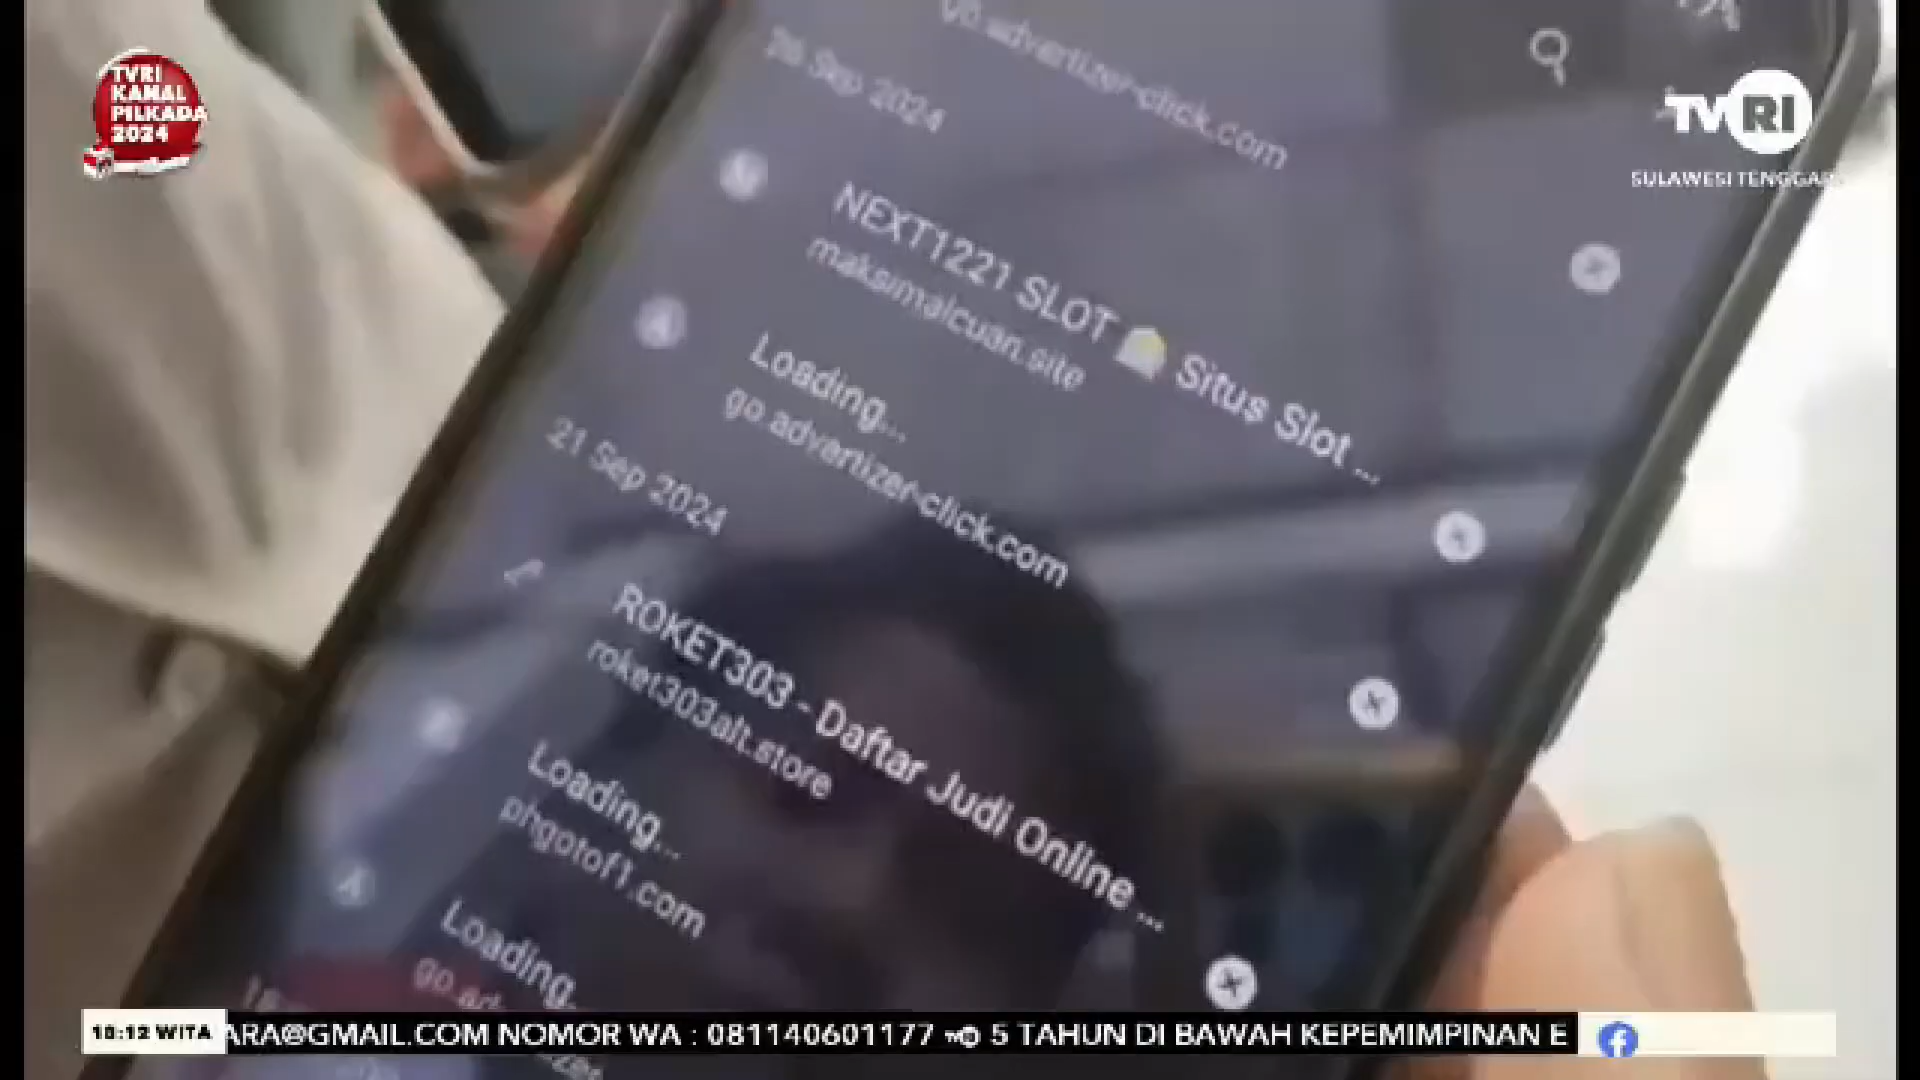 TVRI
KANAL
PILKADA
2024
TVRI
SULAWESI TENGGARA
go.advertizer-click.com
26 Sep 2024
NEXT1221 SLOT Situs Slot ...
maksimalcuan.site
Loading...
go.advertizer-click.com
21 Sep 2024
ROKET303 - Daftar Judi Online ...
roket303alt.store
Loading...
phgotof1.com
Loading...
18:12 WITA
ARA@GMAIL.COM NOMOR WA : 081140601177 5 TAHUN DI BAWAH KEPEMIMPINAN E